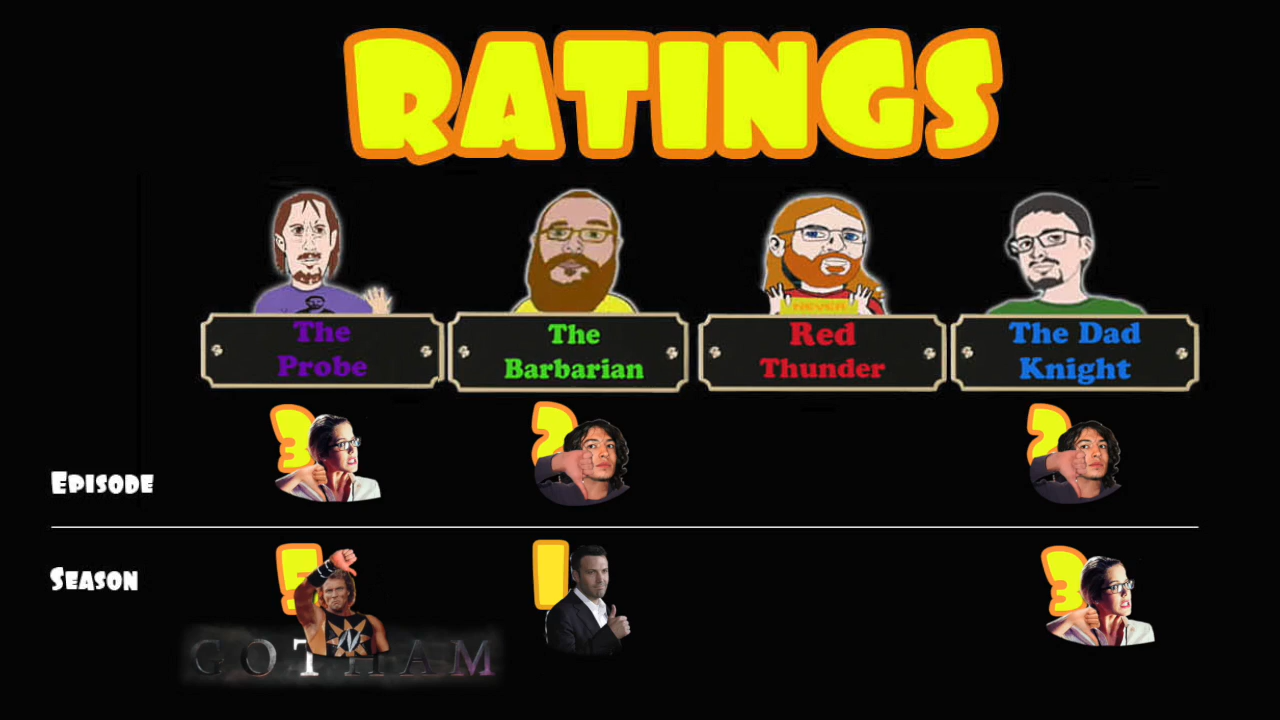 RATINGS
The
Probe
The
Barbarian
Red
Thunder
The Dad
Knight
NEVER
3
2
2
EPISODE
5
1
3
SEASON
GOTHAM